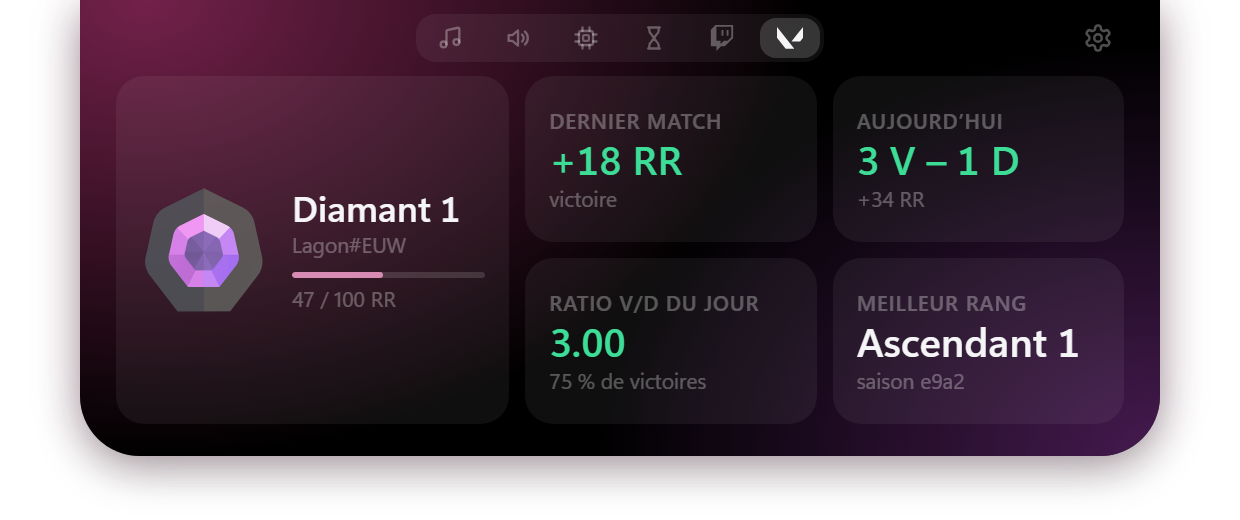 Diamant 1
Lagon#EUW
47 / 100 RR
DERNIER MATCH
+18 RR
victoire
AUJOURD’HUI
3 V – 1 D
+34 RR
RATIO V/D DU JOUR
3.00
75 % de victoires
MEILLEUR RANG
Ascendant 1
saison e9a2